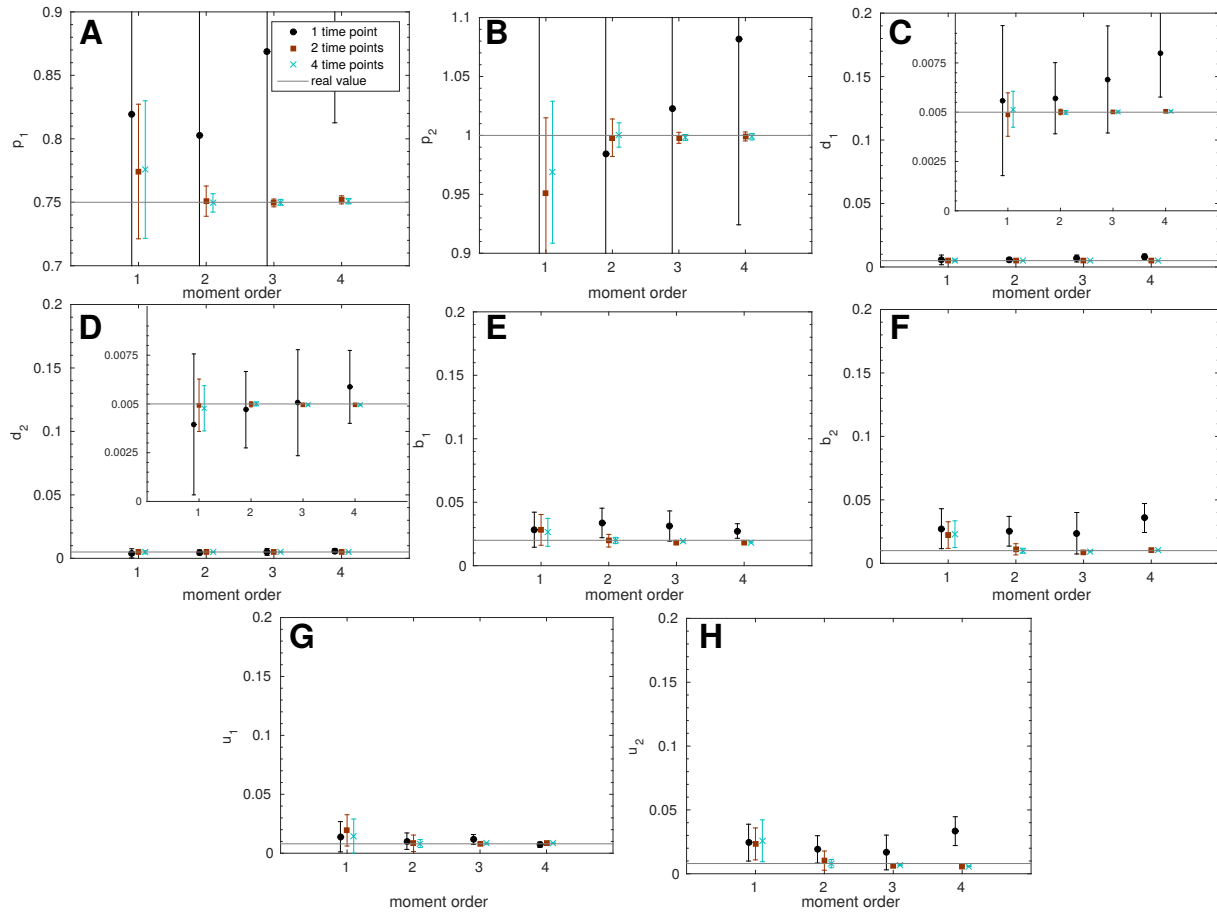 A
0.9
0.85
0.8
0.75
0.7
p1
1 2 3 4
moment order
1 time point
2 time points
4 time points
real value
B
1.1
1.05
1
0.95
0.9
p2
1 2 3 4
moment order
C
0.2
0.15
0.1
0.05
0
d1
1 2 3 4
moment order
0.0075
0.005
0.0025
0
1 2 3 4
D
0.2
0.15
0.1
0.05
0
d2
1 2 3 4
moment order
0.0075
0.005
0.0025
0
1 2 3 4
E
0.2
0.15
0.1
0.05
0
b1
1 2 3 4
moment order
F
0.2
0.15
0.1
0.05
0
b2
1 2 3 4
moment order
G
0.2
0.15
0.1
0.05
0
u1
1 2 3 4
moment order
H
0.2
0.15
0.1
0.05
0
u2
1 2 3 4
moment order